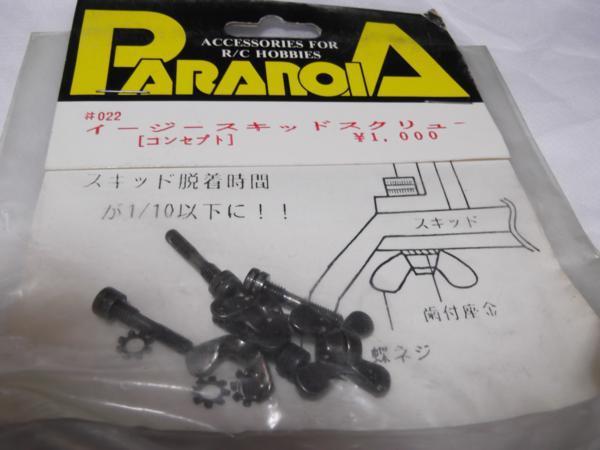 ACCESSORIES FOR
R/C HOBBIES
PARANOIA
#022
イージースキッドスクリュー
[コンセプト]
¥1,000
スキッド脱着時間
が1/10以下に!!
スキッド
歯付座金
蝶ネジ